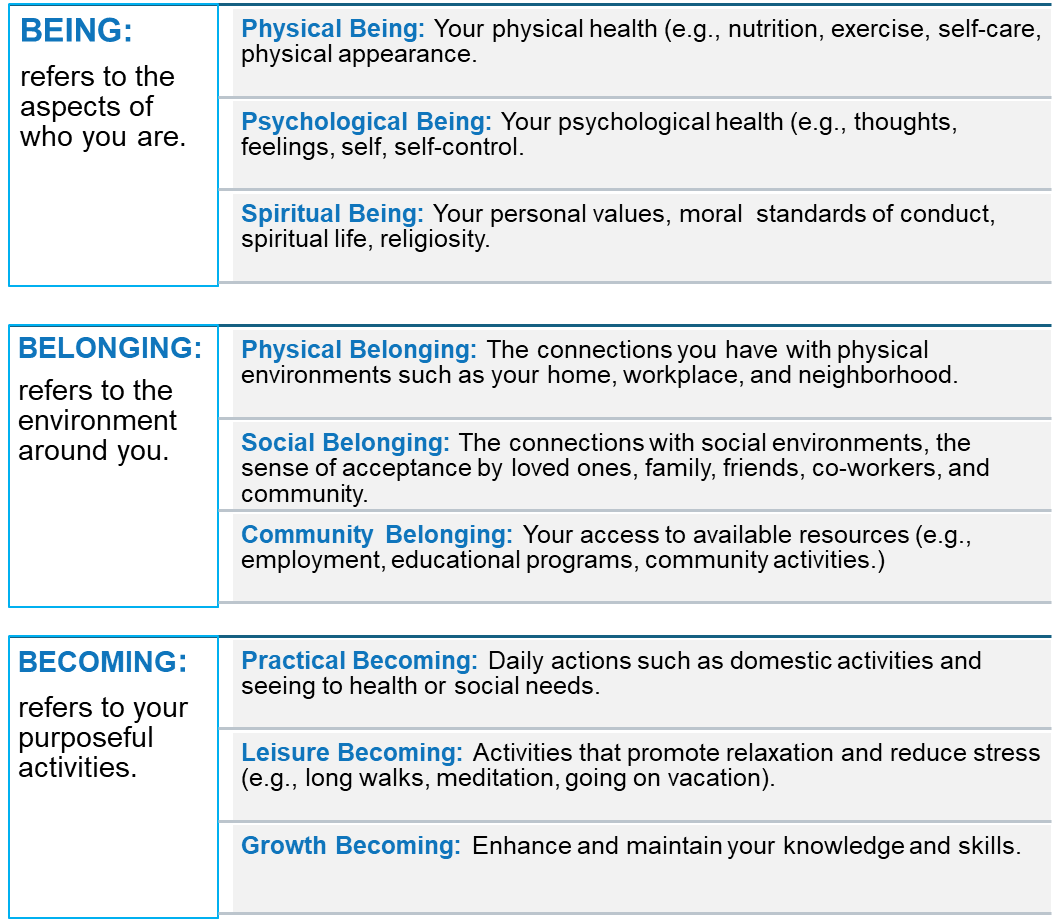 BEING:
refers to the
aspects of
who you are.
Physical Being: Your physical health (e.g., nutrition, exercise, self-care,
physical appearance.
Psychological Being: Your psychological health (e.g., thoughts,
feelings, self, self-control.
Spiritual Being: Your personal values, moral standards of conduct,
spiritual life, religiosity.
BELONGING:
refers to the
environment
around you.
Physical Belonging: The connections you have with physical
environments such as your home, workplace, and neighborhood.
Social Belonging: The connections with social environments, the
sense of acceptance by loved ones, family, friends, co-workers, and
community.
Community Belonging: Your access to available resources (e.g.,
employment, educational programs, community activities.)
BECOMING:
refers to your
purposeful
activities.
Practical Becoming: Daily actions such as domestic activities and
seeing to health or social needs.
Leisure Becoming: Activities that promote relaxation and reduce stress
(e.g., long walks, meditation, going on vacation).
Growth Becoming: Enhance and maintain your knowledge and skills.